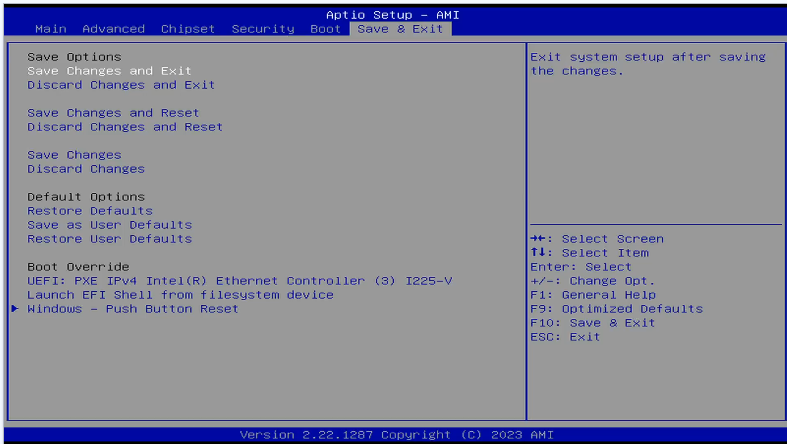 Aptio Setup – AMI
Main Advanced Chipset Security Boot Save & Exit
Save Options
Save Changes and Exit
Discard Changes and Exit
Save Changes and Reset
Discard Changes and Reset
Save Changes
Discard Changes
Default Options
Restore Defaults
Save as User Defaults
Restore User Defaults
Boot Override
UEFI: PXE IPv4 Intel(R) Ethernet Controller (3) I225-V
Launch EFI Shell from filesystem device
► Windows – Push Button Reset
Exit system setup after saving
the changes.
→←: Select Screen
↑↓: Select Item
Enter: Select
+/-: Change Opt.
F1: General Help
F9: Optimized Defaults
F10: Save & Exit
ESC: Exit
Version 2.22.1287 Copyright (C) 2023 AMI